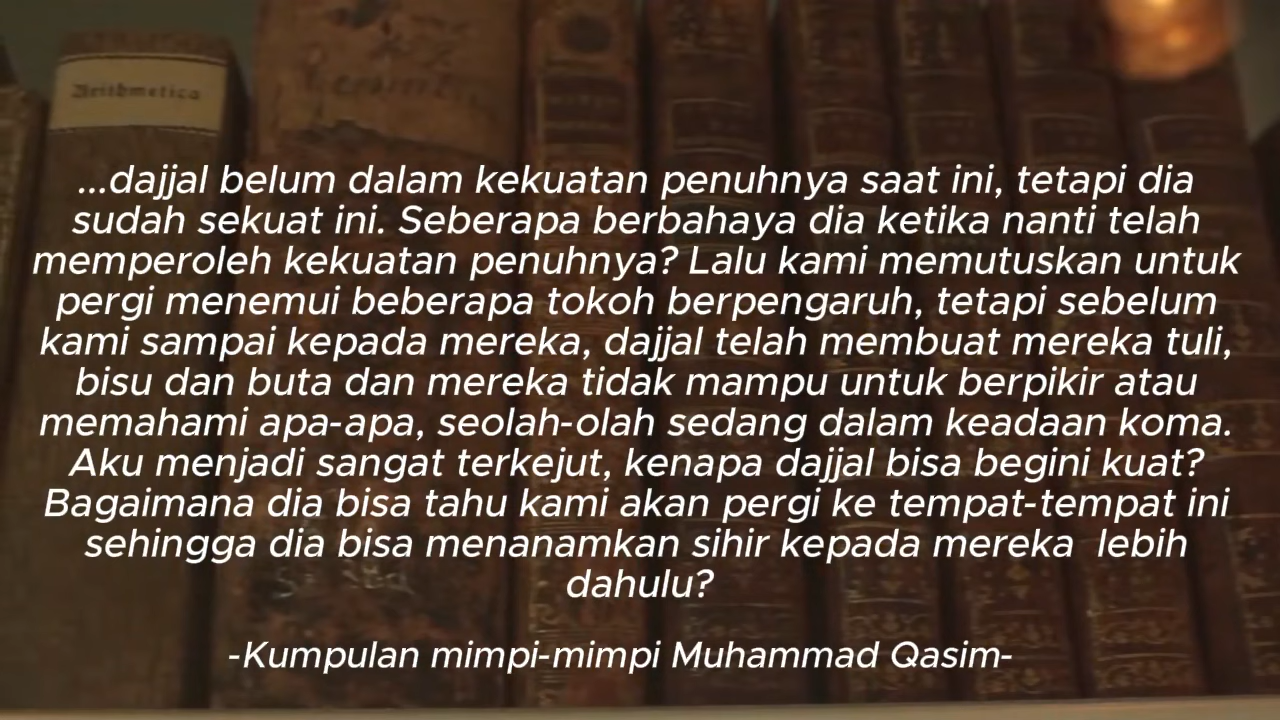 Arithmetica
...dajjal belum dalam kekuatan penuhnya saat ini, tetapi dia
sudah sekuat ini. Seberapa berbahaya dia ketika nanti telah
memperoleh kekuatan penuhnya? Lalu kami memutuskan untuk
pergi menemui beberapa tokoh berpengaruh, tetapi sebelum
kami sampai kepada mereka, dajjal telah membuat mereka tuli,
bisu dan buta dan mereka tidak mampu untuk berpikir atau
memahami apa-apa, seolah-olah sedang dalam keadaan koma.
Aku menjadi sangat terkejut, kenapa dajjal bisa begini kuat?
Bagaimana dia bisa tahu kami akan pergi ke tempat-tempat ini
sehingga dia bisa menanamkan sihir kepada mereka  lebih
dahulu?
-Kumpulan mimpi-mimpi Muhammad Qasim-